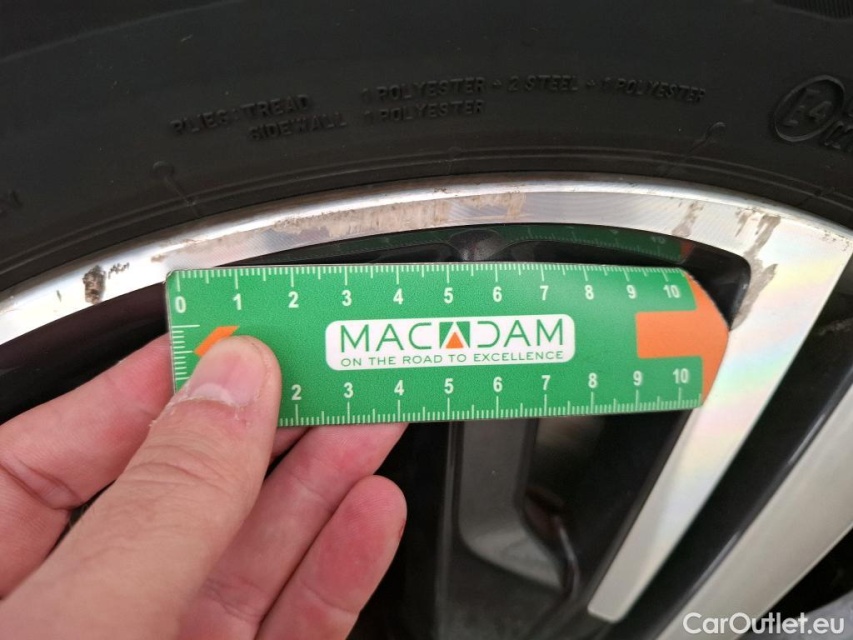 PLIES: TREAD 1 POLYESTER + 2 STEEL + 1 POLYESTER
SIDEWALL 1 POLYESTER
E4
0 1 2 3 4 5 6 7 8 9 10
MACADAM
ON THE ROAD TO EXCELLENCE
2 3 4 5 6 7 8 9 10
CarOutlet.eu